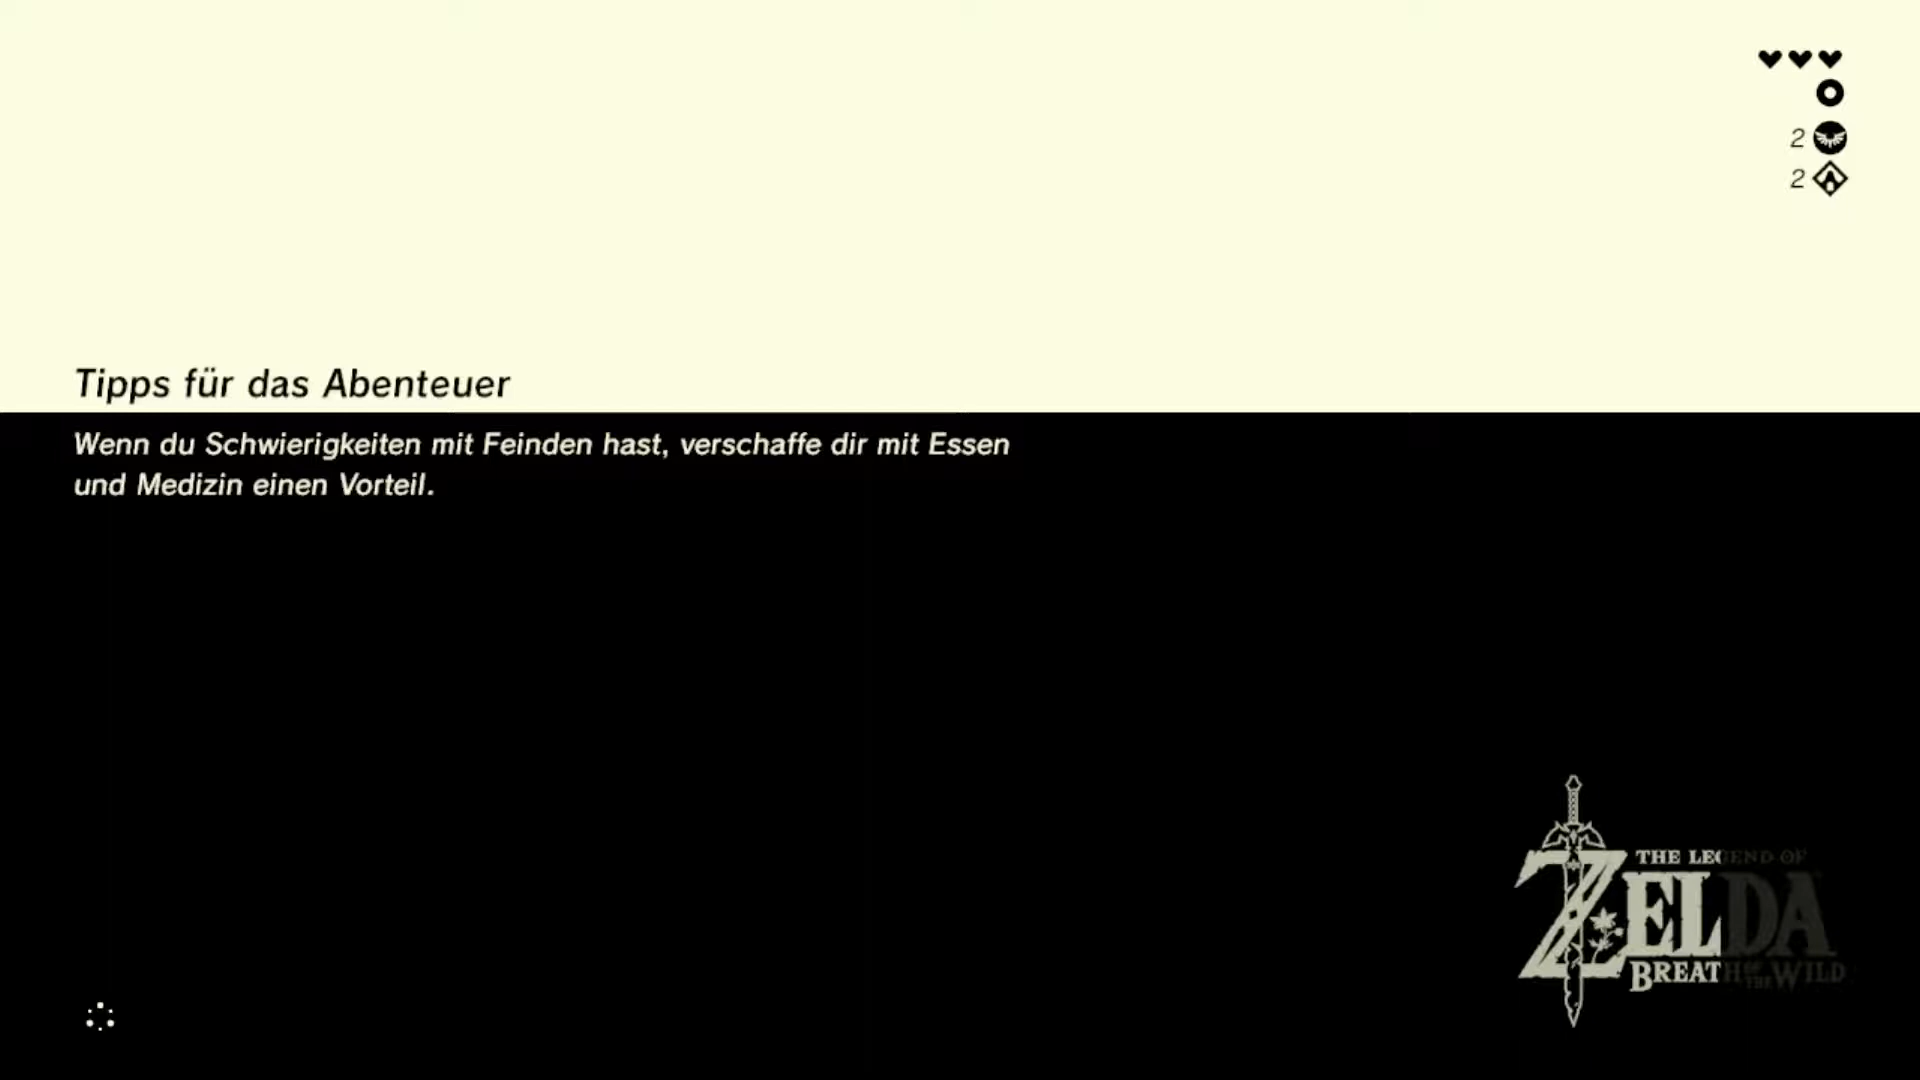 2
2
Tipps für das Abenteuer
Wenn du Schwierigkeiten mit Feinden hast, verschaffe dir mit Essen
und Medizin einen Vorteil.
THE LEGEND OF
ZELDA
BREATH OF THE WILD